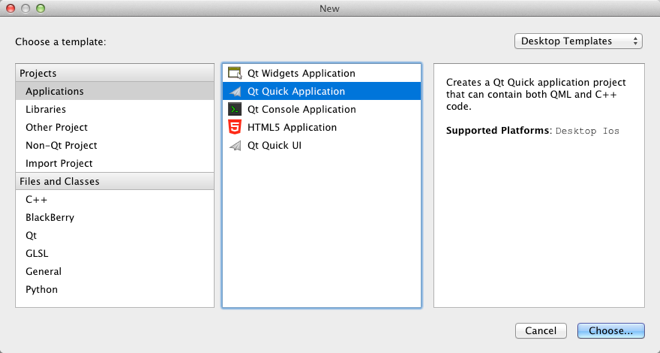 New
Choose a template:
Desktop Templates
Projects
Applications
Libraries
Other Project
Non-Qt Project
Import Project
Files and Classes
C++
BlackBerry
Qt
GLSL
General
Python
Qt Widgets Application
Qt Quick Application
Qt Console Application
HTML5 Application
Qt Quick UI
Creates a Qt Quick application project
that can contain both QML and C++
code.
Supported Platforms: Desktop Ios
Cancel
Choose...